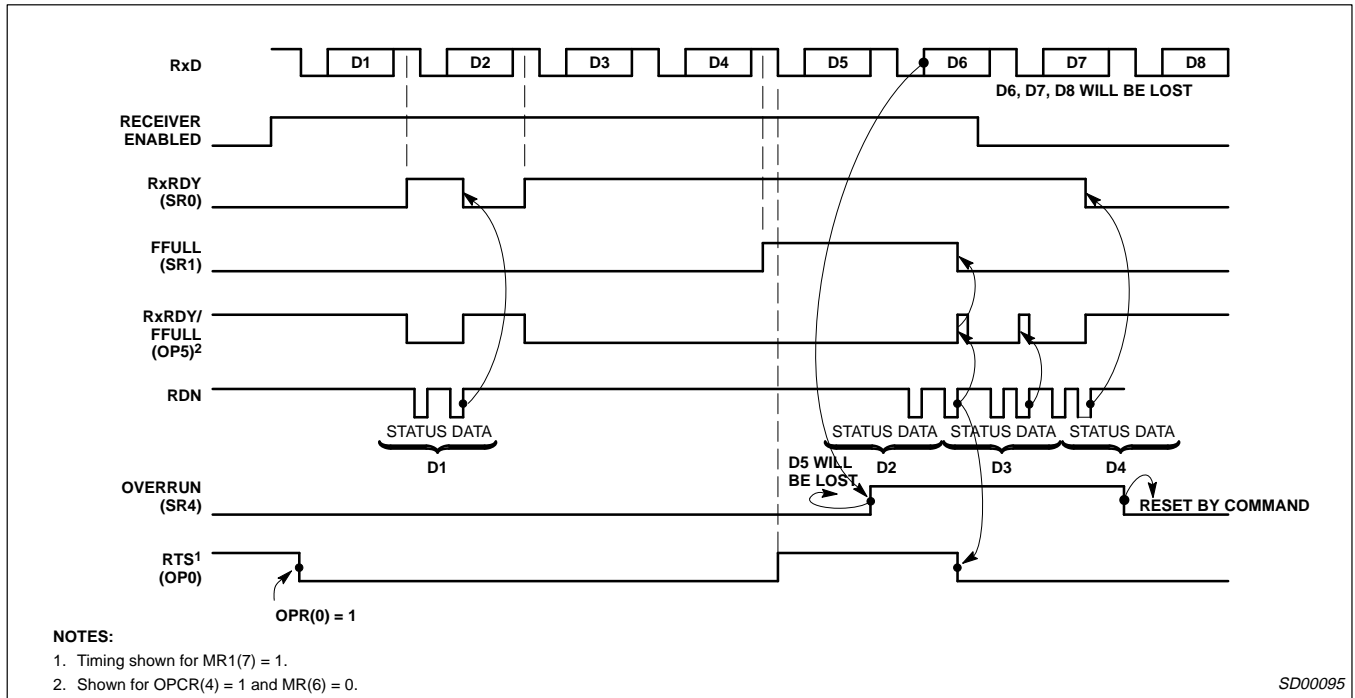 RxD
D1 D2 D3 D4 D5 D6 D7 D8
D6, D7, D8 WILL BE LOST
RECEIVER
ENABLED
RxRDY
(SR0)
FFULL
(SR1)
RxRDY/
FFULL
(OP5)2
RDN
STATUS DATA STATUS DATA STATUS DATA STATUS DATA
D1 D2 D3 D4
D5 WILL
BE LOST
OVERRUN
(SR4)
RESET BY COMMAND
RTS1
(OP0)
OPR(0) = 1
NOTES:
1. Timing shown for MR1(7) = 1.
2. Shown for OPCR(4) = 1 and MR(6) = 0.
SD00095